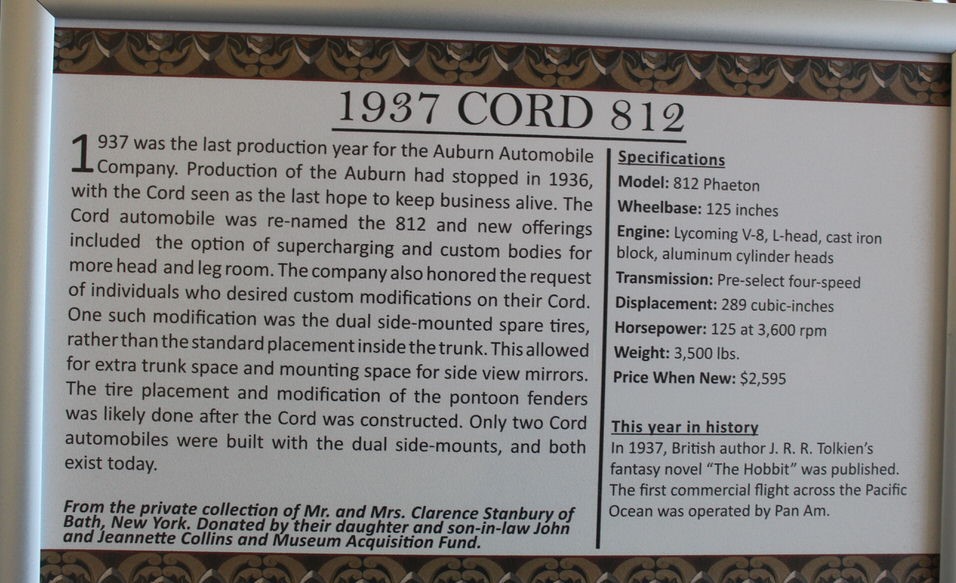 1937 CORD 812
1937 was the last production year for the Auburn Automobile
Company. Production of the Auburn had stopped in 1936,
with the Cord seen as the last hope to keep business alive. The
Cord automobile was re-named the 812 and new offerings
included the option of supercharging and custom bodies for
more head and leg room. The company also honored the request
of individuals who desired custom modifications on their Cord.
One such modification was the dual side-mounted spare tires,
rather than the standard placement inside the trunk. This allowed
for extra trunk space and mounting space for side view mirrors.
The tire placement and modification of the pontoon fenders
was likely done after the Cord was constructed. Only two Cord
automobiles were built with the dual side-mounts, and both
exist today.
From the private collection of Mr. and Mrs. Clarence Stanbury of
Bath, New York. Donated by their daughter and son-in-law John
and Jeannette Collins and Museum Acquisition Fund.
Specifications
Model: 812 Phaeton
Wheelbase: 125 inches
Engine: Lycoming V-8, L-head, cast iron
block, aluminum cylinder heads
Transmission: Pre-select four-speed
Displacement: 289 cubic-inches
Horsepower: 125 at 3,600 rpm
Weight: 3,500 lbs.
Price When New: $2,595
This year in history
In 1937, British author J. R. R. Tolkien’s
fantasy novel “The Hobbit” was published.
The first commercial flight across the Pacific
Ocean was operated by Pan Am.